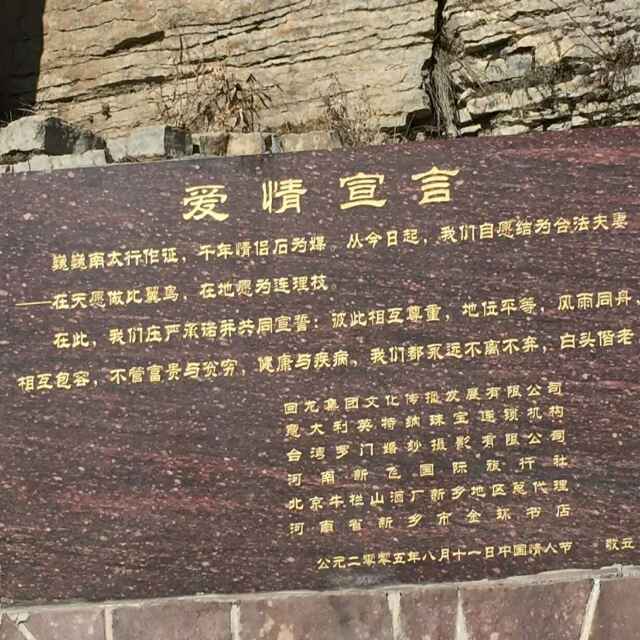 爱情宣言
巍巍南太行作证，千年情侣石为媒 从今日起，我们自愿结为合法夫妻
——在天愿做比翼鸟，在地愿为连理枝
在此，我们庄严承诺并共同宣誓：彼此相互尊重，地位平等，风雨同舟
相互包容，不管富贵与贫穷，健康与疾病，我们都永远不离不弃，白头偕老
回龙集团文化传播发展有限公司
意大利英特纳珠宝连锁机构
台湾罗门婚纱摄影有限公司
河南新飞国际旅行社
北京牛栏山酒厂新乡地区总代理
河南省新乡市金环书店
公元二零零五年八月十一日中国情人节 敬立